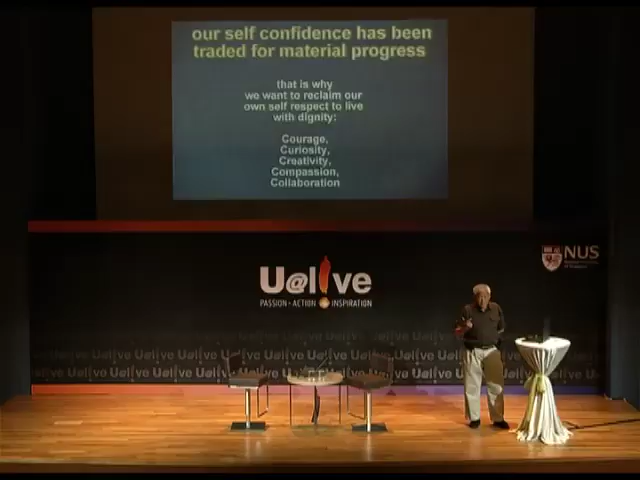 our self confidence has been
traded for material progress
that is why
we want to reclaim our
own self respect to live
with dignity:
Courage,
Curiosity,
Creativity,
Compassion,
Collaboration
NUS
U@live
PASSION • ACTION INSPIRATION